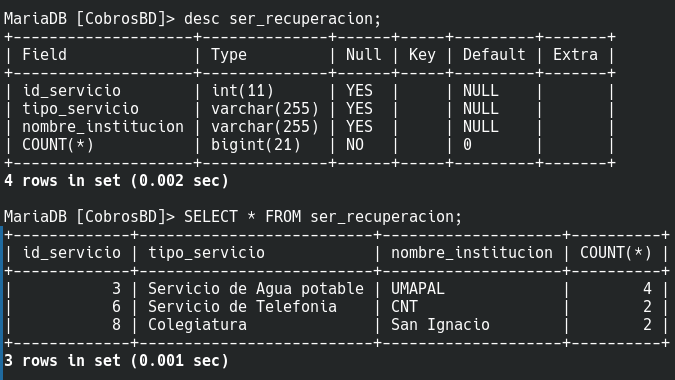 MariaDB [CobrosBD]> desc ser_recuperacion;
+--------------------+--------------+------+-----+---------+-------+
| Field              | Type         | Null | Key | Default | Extra |
+--------------------+--------------+------+-----+---------+-------+
| id_servicio        | int(11)      | YES  |     | NULL    |       |
| tipo_servicio      | varchar(255) | YES  |     | NULL    |       |
| nombre_institucion | varchar(255) | YES  |     | NULL    |       |
| COUNT(*)           | bigint(21)   | NO   |     | 0       |       |
+--------------------+--------------+------+-----+---------+-------+
4 rows in set (0.002 sec)
MariaDB [CobrosBD]> SELECT * FROM ser_recuperacion;
+-------------+--------------------------+--------------------+----------+
| id_servicio | tipo_servicio            | nombre_institucion | COUNT(*) |
+-------------+--------------------------+--------------------+----------+
|           3 | Servicio de Agua potable | UMAPAL             |        4 |
|           6 | Servicio de Telefonia    | CNT                |        2 |
|           8 | Colegiatura              | San Ignacio        |        2 |
+-------------+--------------------------+--------------------+----------+
3 rows in set (0.001 sec)